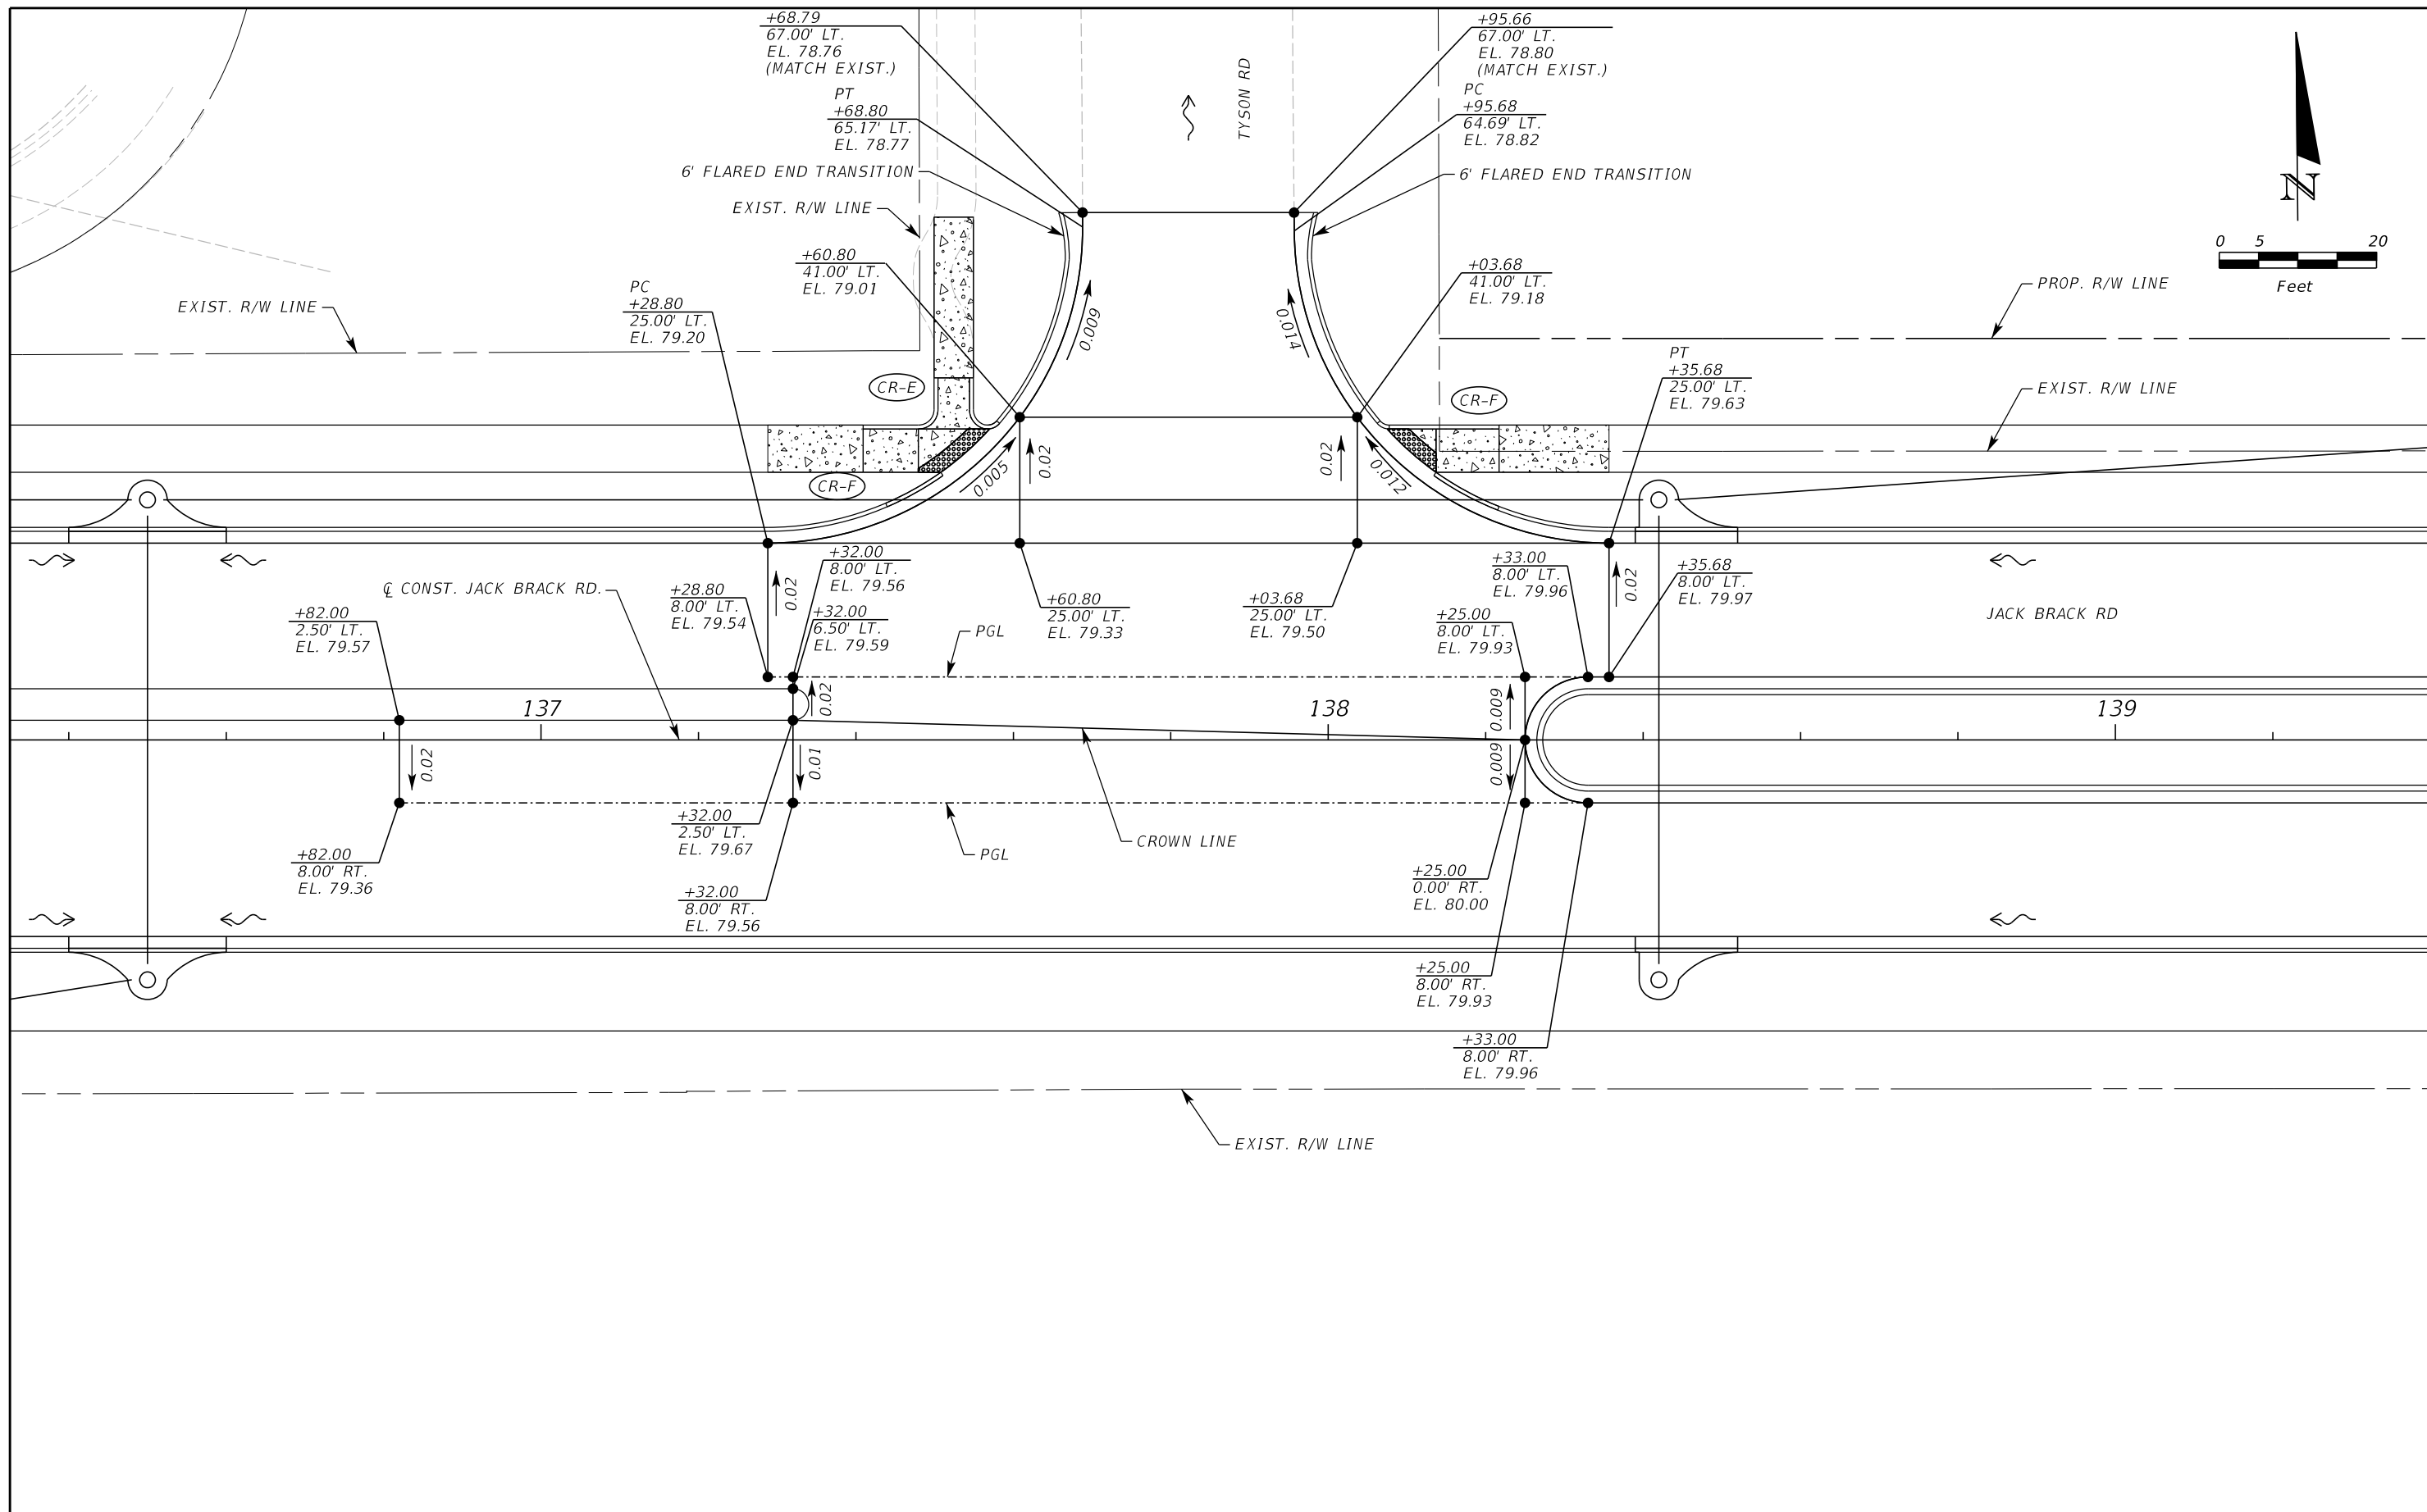 +68.79
67.00' LT.
EL. 78.76
(MATCH EXIST.)
PT
+68.80
65.17' LT.
EL. 78.77
6' FLARED END TRANSITION
EXIST. R/W LINE
+60.80
41.00' LT.
EL. 79.01
PC
+28.80
25.00' LT.
EL. 79.20
EXIST. R/W LINE
TYSON RD
+95.66
67.00' LT.
EL. 78.80
(MATCH EXIST.)
PC
+95.68
64.69' LT.
EL. 78.82
6' FLARED END TRANSITION
+03.68
41.00' LT.
EL. 79.18
N
0 5 20
Feet
PROP. R/W LINE
PT
+35.68
25.00' LT.
EL. 79.63
EXIST. R/W LINE
CR-E
CR-F
CR-F
0.009
0.014
0.005
0.02
0.02
0.012
℄ CONST. JACK BRACK RD.
+82.00
2.50' LT.
EL. 79.57
+28.80
8.00' LT.
EL. 79.54
0.02
+32.00
8.00' LT.
EL. 79.56
+32.00
6.50' LT.
EL. 79.59
PGL
+60.80
25.00' LT.
EL. 79.33
+03.68
25.00' LT.
EL. 79.50
+33.00
8.00' LT.
EL. 79.96
+25.00
8.00' LT.
EL. 79.93
0.02
+35.68
8.00' LT.
EL. 79.97
JACK BRACK RD
137
138
139
0.02
0.02
0.01
0.009
0.009
+32.00
2.50' LT.
EL. 79.67
CROWN LINE
PGL
+82.00
8.00' RT.
EL. 79.36
+32.00
8.00' RT.
EL. 79.56
+25.00
0.00' RT.
EL. 80.00
+25.00
8.00' RT.
EL. 79.93
+33.00
8.00' RT.
EL. 79.96
EXIST. R/W LINE